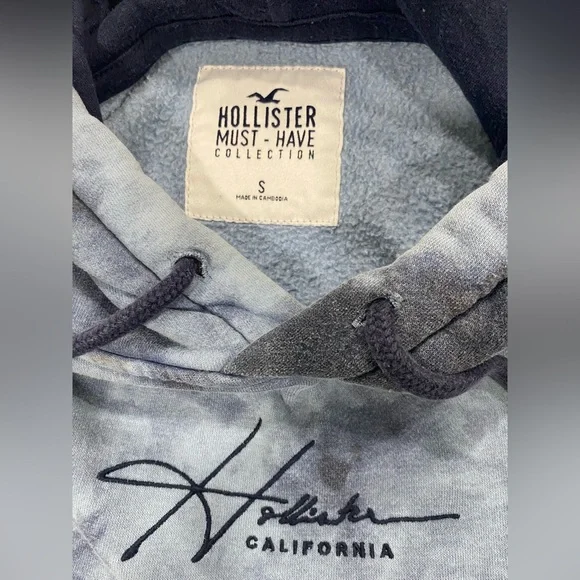 HOLLISTER
MUST - HAVE
COLLECTION
S
MADE IN CAMBODIA
Hollister
CALIFORNIA